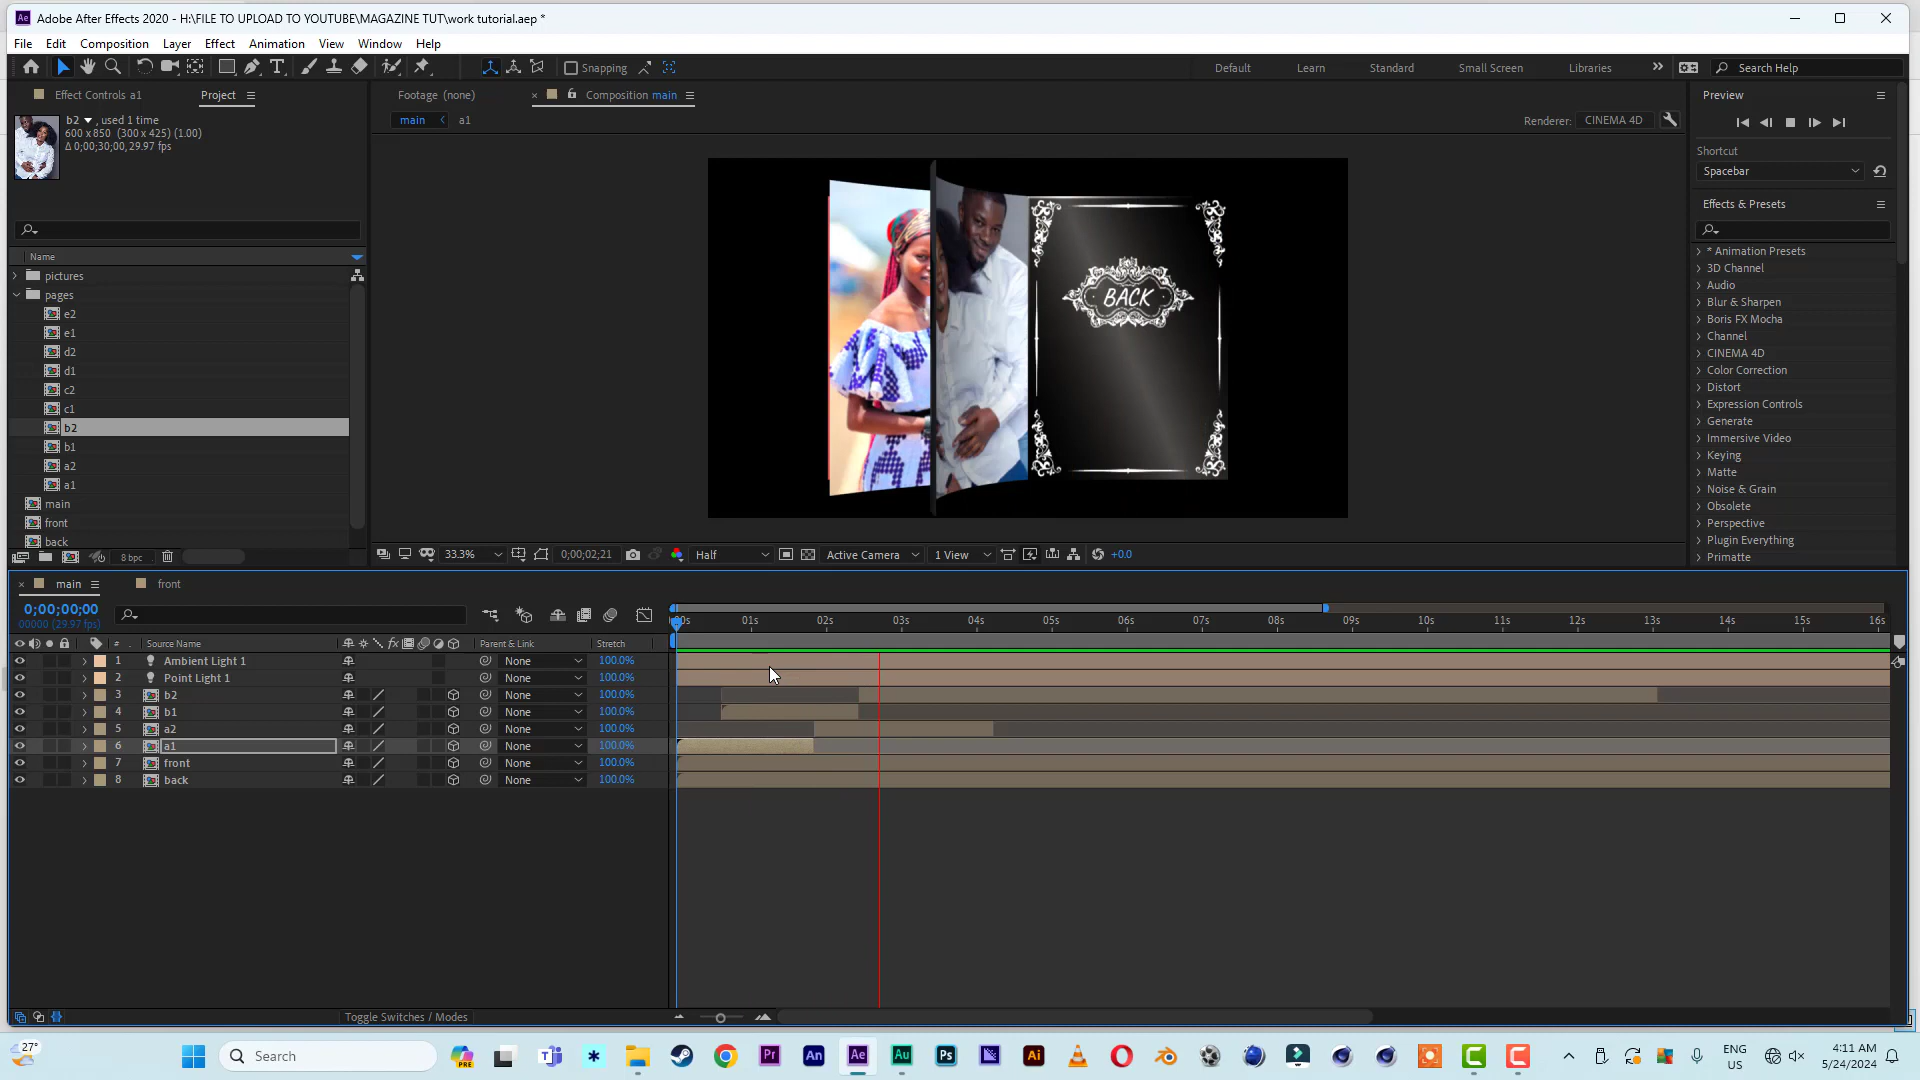 Adobe After Effects 2020 - H:\FILE TO UPLOAD TO YOUTUBE\MAGAZINE TUT\work tutorial.aep *
File Edit Composition Layer Effect Animation View Window Help
Snapping Default Learn Standard Small Screen Libraries Search Help
Effect Controls a1 Project Footage (none) Composition main Preview
b2, used 1 time
600 x 850 (300 x 425) (1.00)
Δ 0;00;30;00, 29.97 fps
main a1 Renderer: CINEMA 4D
Shortcut
Spacebar
Effects & Presets
Name
pictures
pages
e2
e1
d2
d1
c2
c1
b2
b1
a2
a1
main
front
back
8 bpc
BACK
* Animation Presets
3D Channel
Audio
Blur & Sharpen
Boris FX Mocha
Channel
CINEMA 4D
Color Correction
Distort
Expression Controls
Generate
Immersive Video
Keying
Matte
Noise & Grain
Obsolete
Perspective
Plugin Everything
Primatte
33.3% 0;00;02;21 Half Active Camera 1 View +0.0
main front
0;00;00;00
00000 (29.97 fps)
0s 01s 02s 03s 04s 05s 06s 07s 08s 09s 10s 11s 12s 13s 14s 15s 16s
# Source Name fx Parent & Link Stretch
1 Ambient Light 1 None 100.0%
2 Point Light 1 None 100.0%
3 b2 None 100.0%
4 b1 None 100.0%
5 a2 None 100.0%
6 a1 None 100.0%
7 front None 100.0%
8 back None 100.0%
Toggle Switches / Modes
27° Search PRE Pr An Ae Au Ps Ai ENG US 4:11 AM 5/24/2024